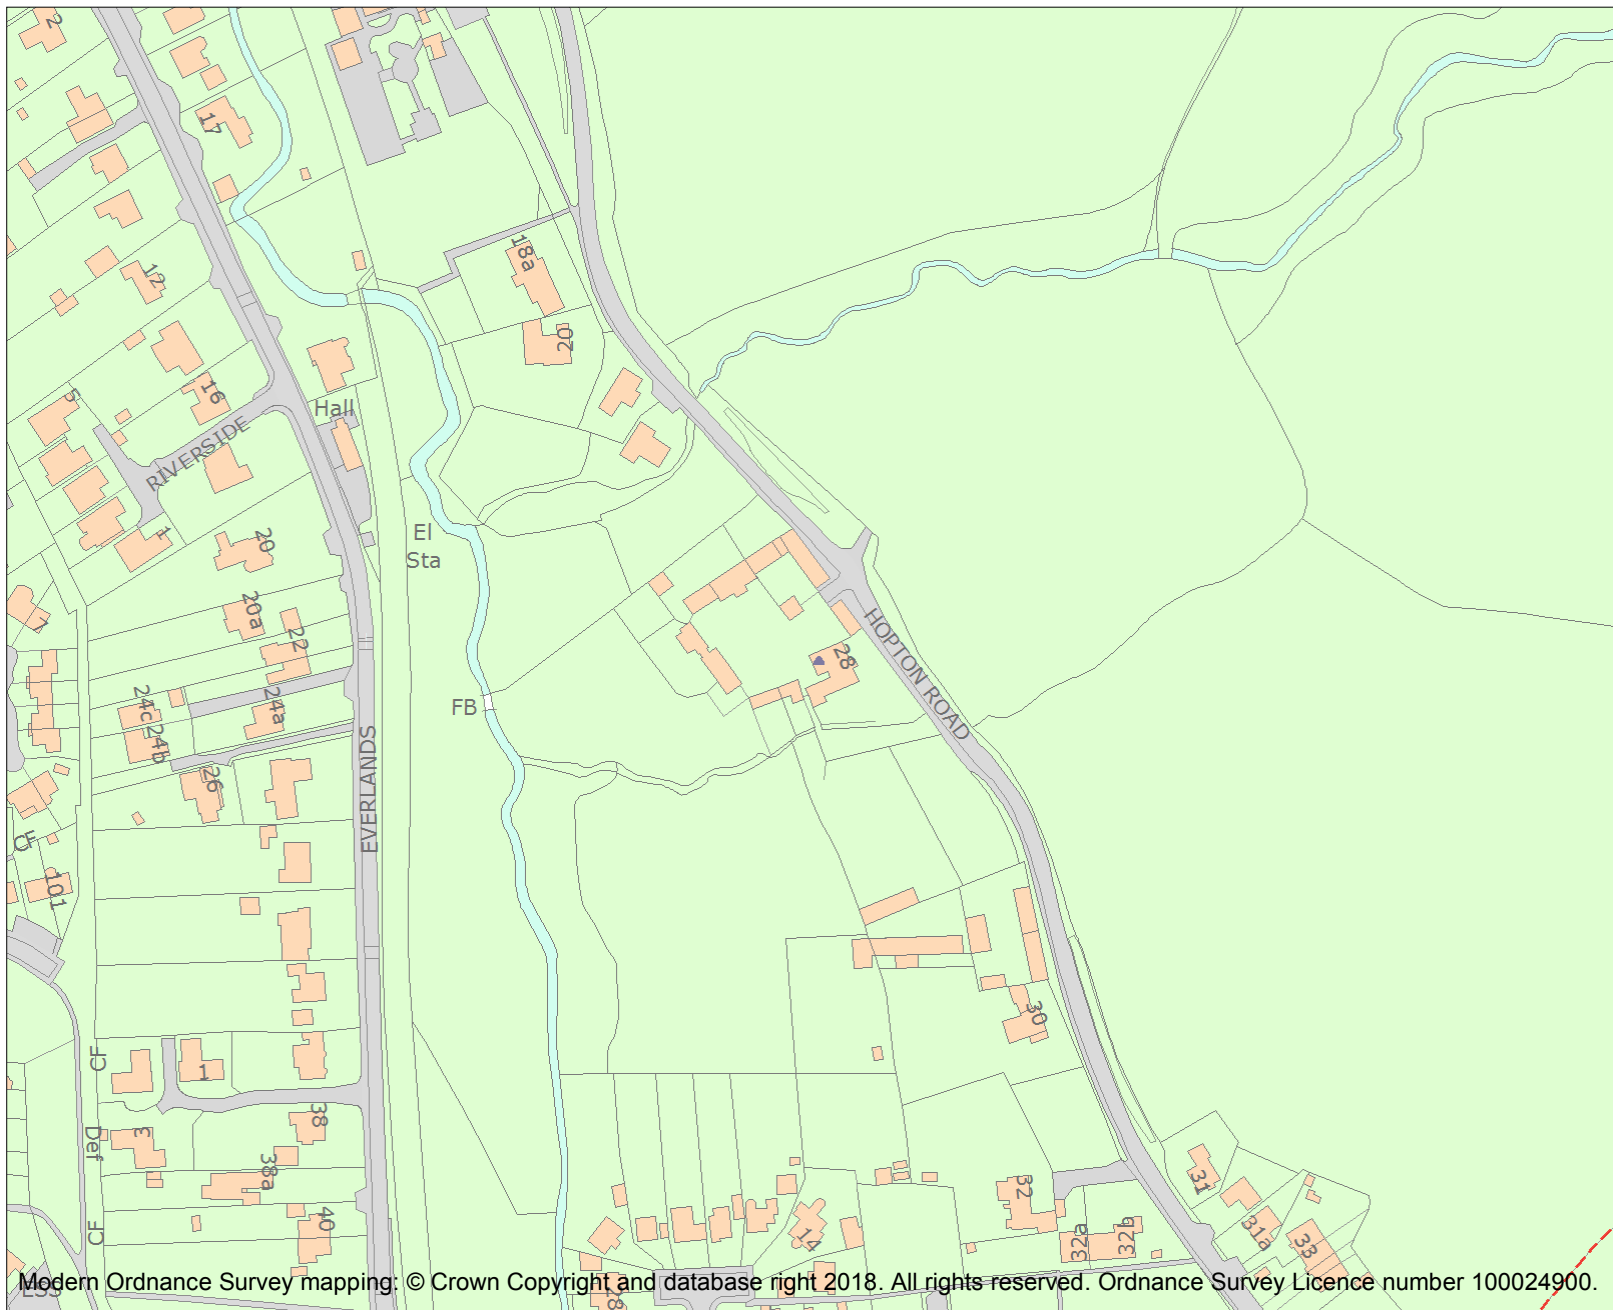 2
17
18a
12
20
16
5
Hall
RIVERSIDE
1
El
Sta
20
20a
22
7
HOPTON ROAD
28
24c
24a
FB
24b
EVERLANDS
26
CF
101
30
CF
1
38
Def
3
38a
32
31
40
CF
14
32a
32b
31a
33
28
Modern Ordnance Survey mapping: © Crown Copyright and database right 2018. All rights reserved. Ordnance Survey Licence number 100024900.